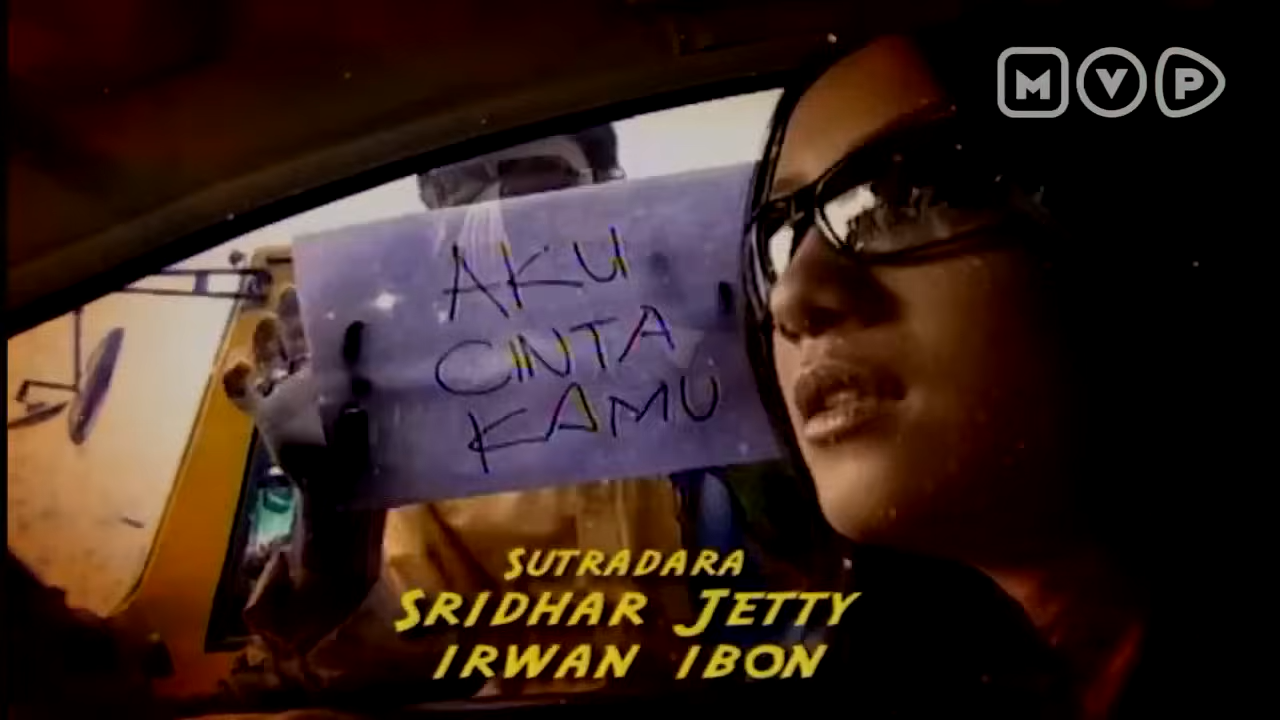 MVP
AKU
CINTA
KAMU
SUTRADARA
SRIDHAR JETTY
IRWAN IBON